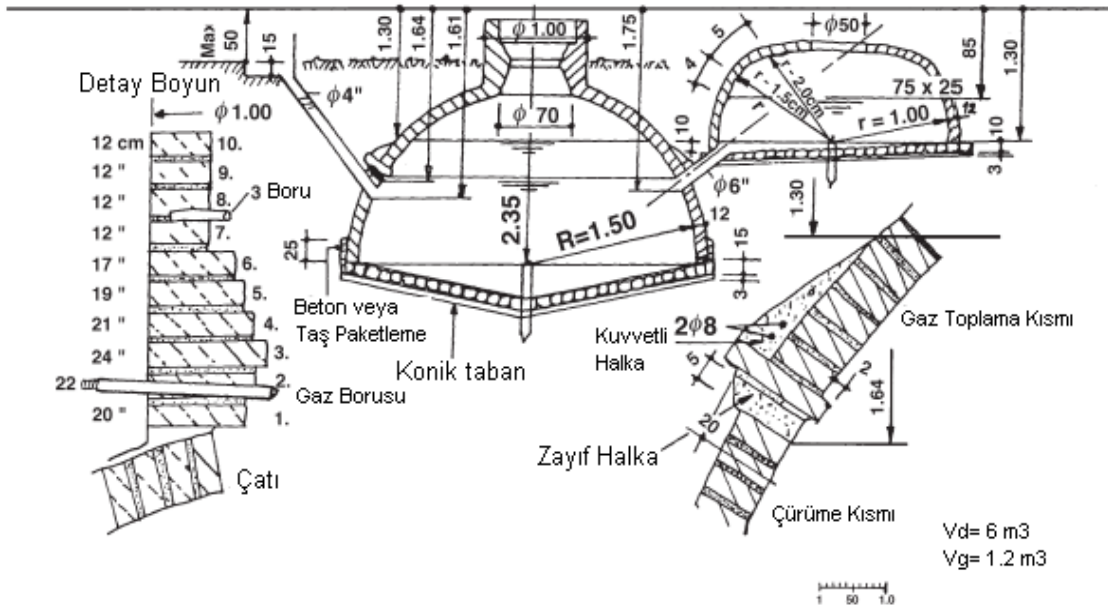 Max 50
15
1.30
1.64
1.61
ϕ 1.00
1.75
ϕ50
85
1.30
5
4
r - 2.0cm
r - 1.5cm
r
75 x 25
12
r = 1.00
10
3
Detay Boyun
ϕ 1.00
ϕ4"
ϕ 70
10
ϕ6"
1.30
12 cm
10.
12 "
9.
12 "
8.
3 Boru
12 "
7.
17 "
6.
19 "
5.
21 "
4.
24 "
3.
22
2.
Gaz Borusu
20 "
1.
Çatı
25
2.35
R=1.50
12
15
3
Beton veya
Taş Paketleme
Konik taban
2ϕ8
Kuvvetli
Halka
Gaz Toplama Kısmı
5
2
1.64
20
Zayıf Halka
Çürüme Kısmı
Vd= 6 m3
Vg= 1.2 m3
1 50 1.0